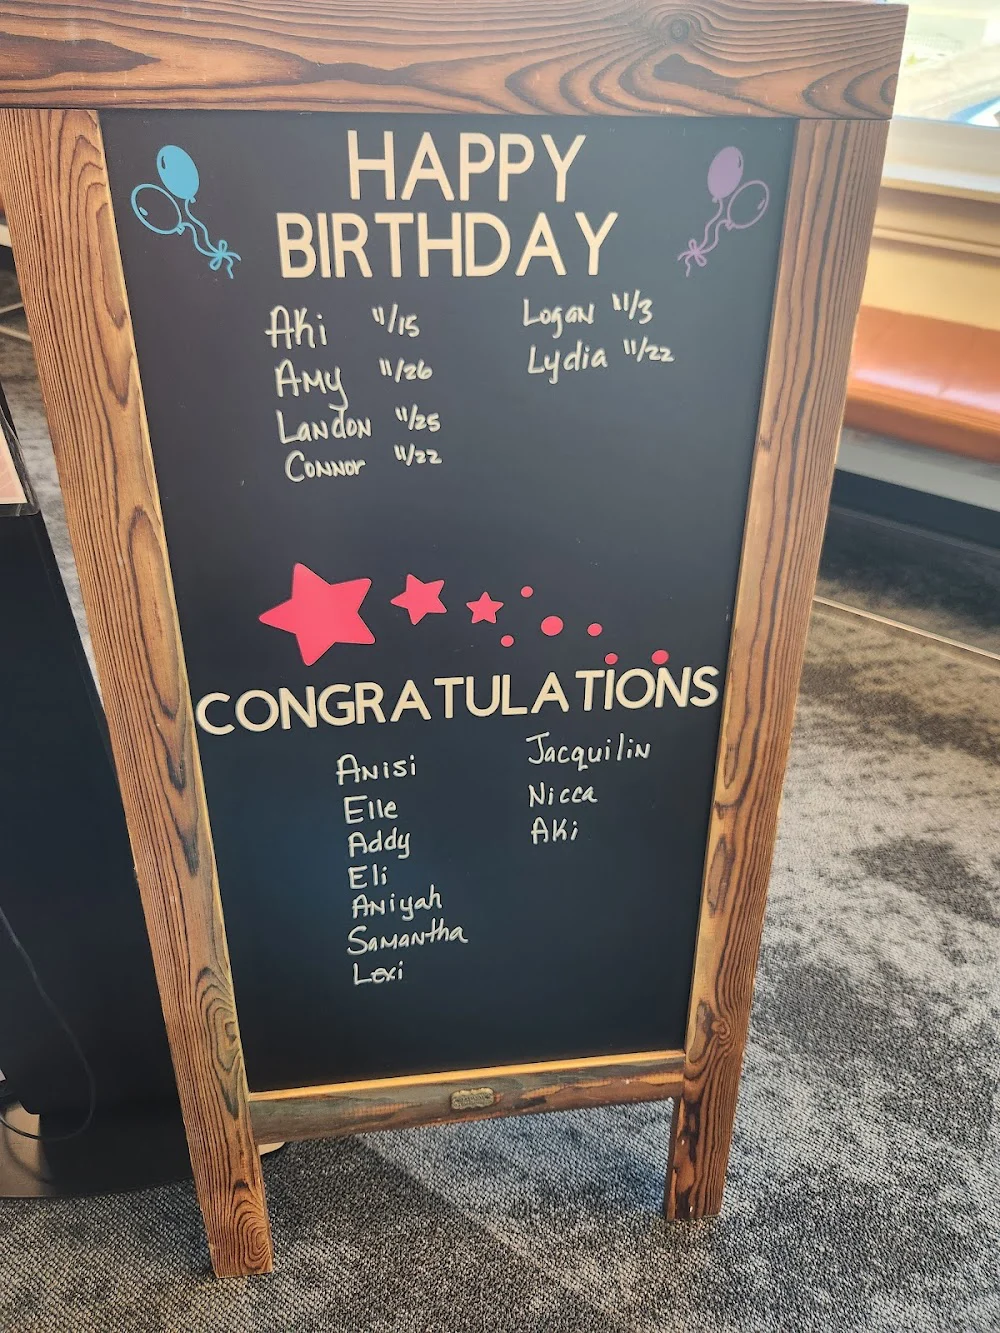 HAPPY
BIRTHDAY
Aki 11/15
Amy 11/26
Landon 11/25
Connor 11/22
Logan 11/3
Lydia 11/22
CONGRATULATIONS
Anisi
Elle
Addy
Eli
Aniyah
Samantha
Lexi
Jacquilin
Nicca
Aki